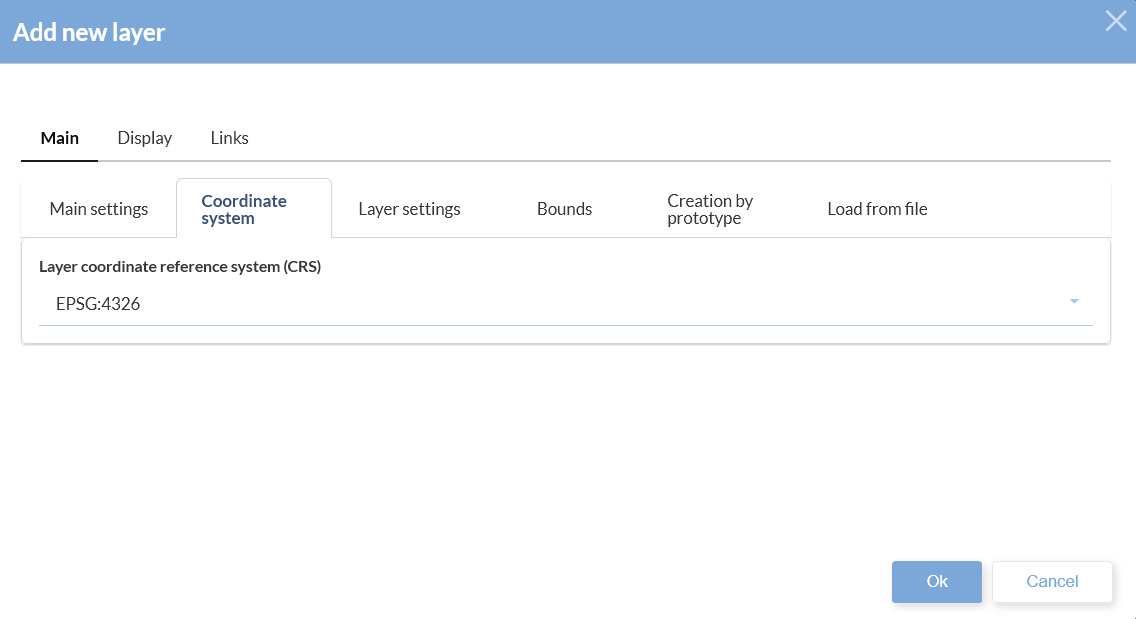 Add new layer
Main Display Links
Main settings
Coordinate
system
Layer settings
Bounds
Creation by
prototype
Load from file
Layer coordinate reference system (CRS)
EPSG:4326
Ok Cancel